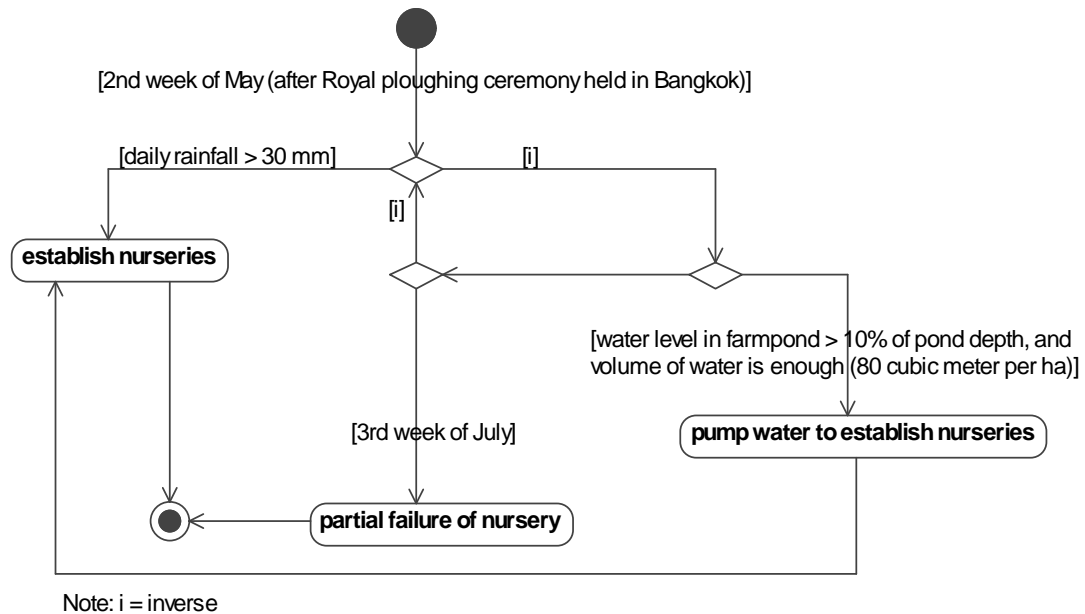 [2nd week of May (after Royal ploughing ceremony held in Bangkok)]
[daily rainfall > 30 mm]
[i]
[i]
establish nurseries
[water level in farmpond > 10% of pond depth, and
volume of water is enough (80 cubic meter per ha)]
[3rd week of July]
pump water to establish nurseries
partial failure of nursery
Note: i = inverse